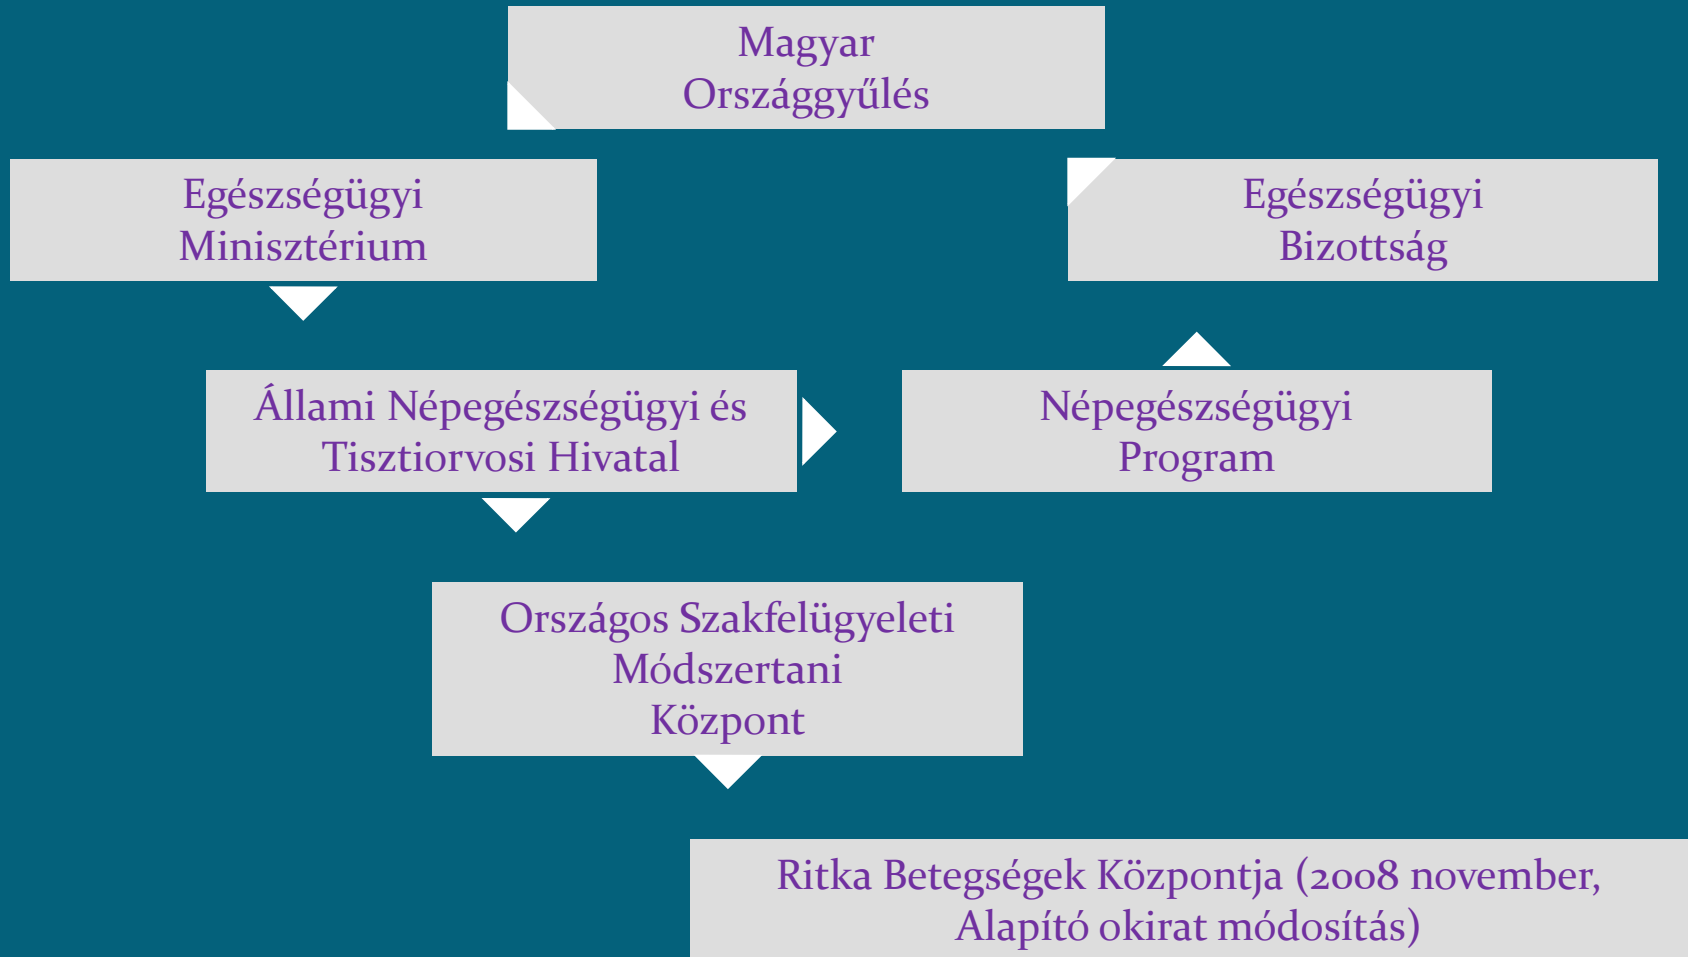 Magyar
Országgyűlés
Egészségügyi
Minisztérium
Egészségügyi
Bizottság
Állami Népegészségügyi és
Tisztiorvosi Hivatal
Népegészségügyi
Program
Országos Szakfelügyeleti
Módszertani
Központ
Ritka Betegségek Központja (2008 november,
Alapító okirat módosítás)